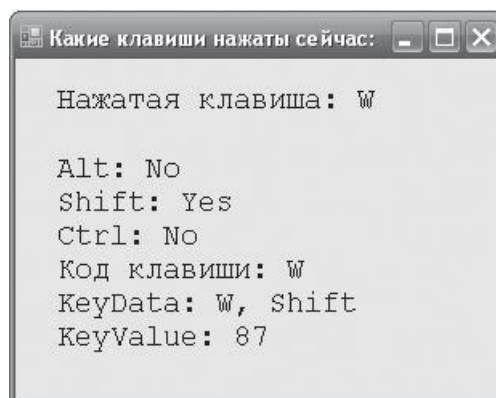 Какие клавиши нажаты сейчас:
Нажатая клавиша: W
Alt: No
Shift: Yes
Ctrl: No
Код клавиши: W
KeyData: W, Shift
KeyValue: 87